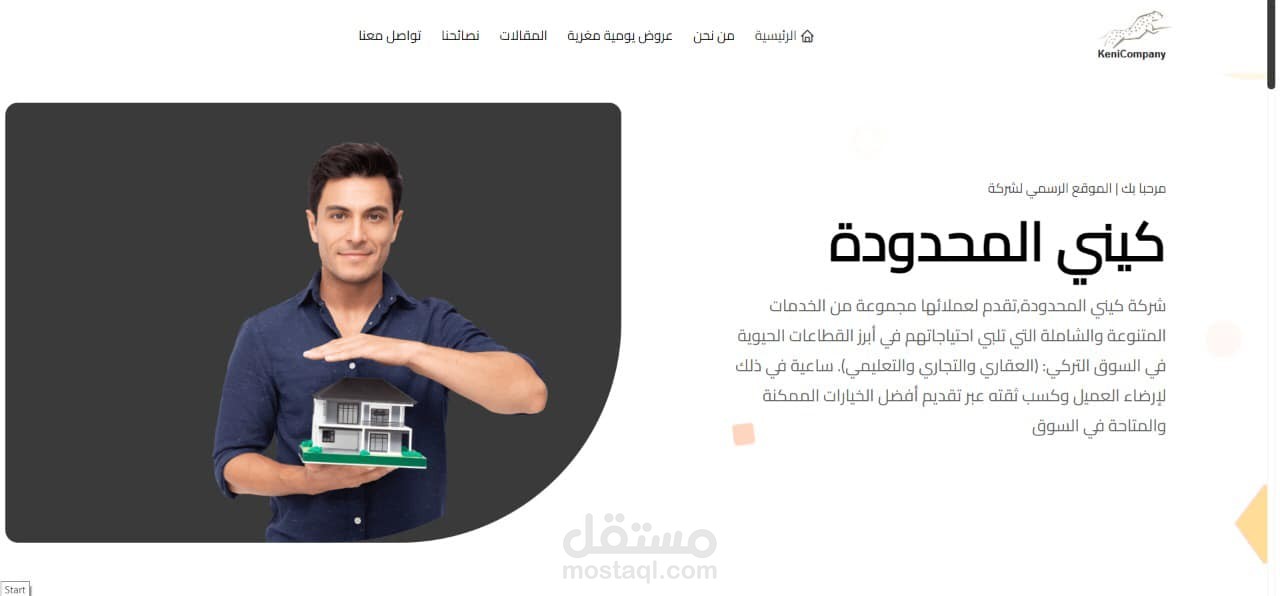 KeniCompany
الرئيسية
من نحن
عروض يومية مغرية
المقالات
نصائحنا
تواصل معنا
مرحبا بك | الموقع الرسمي لشركة
كيني المحدودة
شركة كيني المحدودة,تقدم لعملائها مجموعة من الخدمات
المتنوعة والشاملة التي تلبي احتياجاتهم في أبرز القطاعات الحيوية
في السوق التركي: (العقاري والتجاري والتعليمي). ساعية في ذلك
لإرضاء العميل وكسب ثقته عبر تقديم أفضل الخيارات الممكنة
والمتاحة في السوق
مستقل
mostaql.com
Start